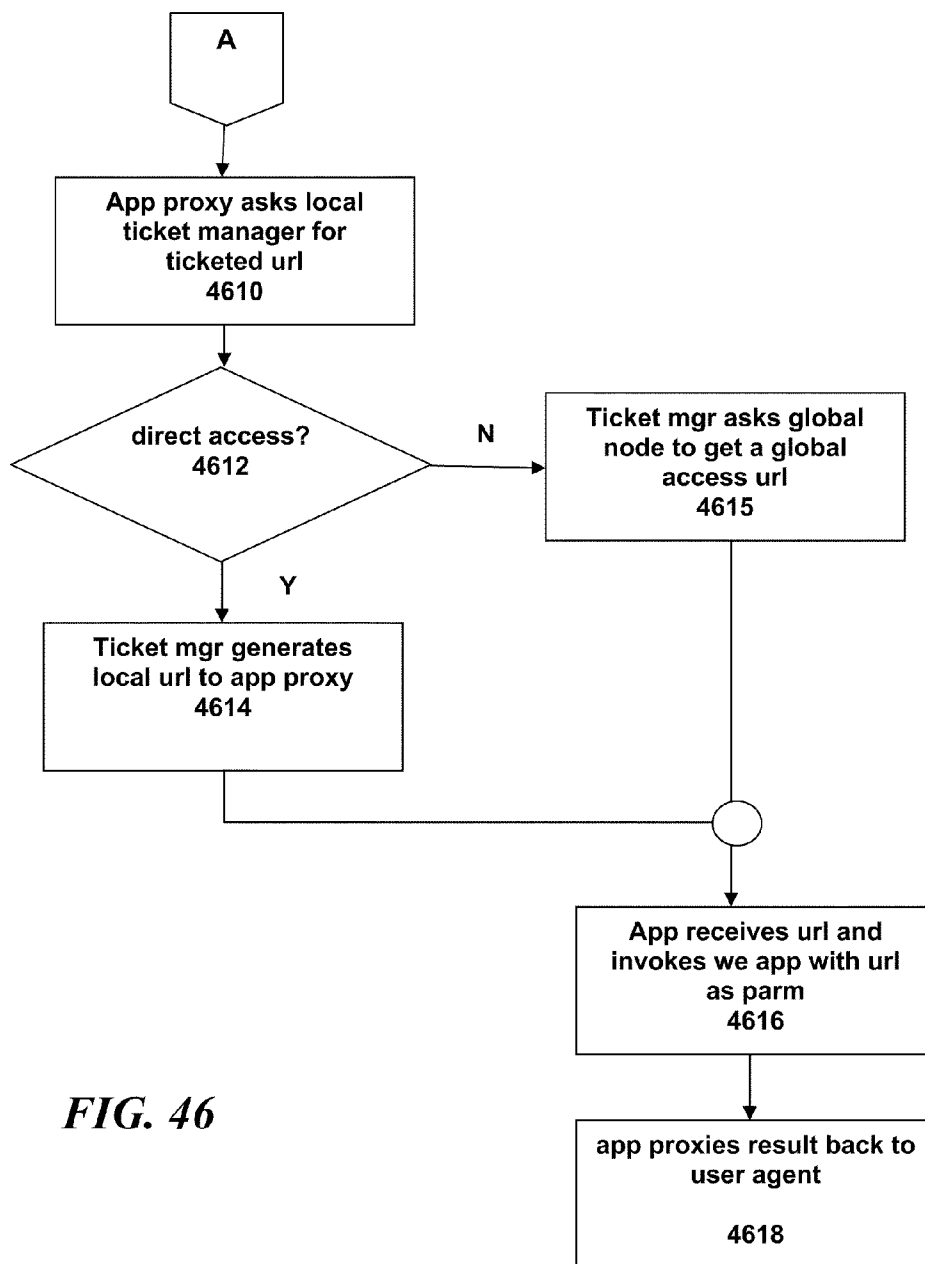 A
App proxy asks local
ticket manager for
ticketed url
4610
direct access?
4612
N
Ticket mgr asks global
node to get a global
access url
4615
Y
Ticket mgr generates
local url to app proxy
4614
App receives url and
invokes we app with url
as parm
4616
FIG. 46
app proxies result back to
user agent
4618